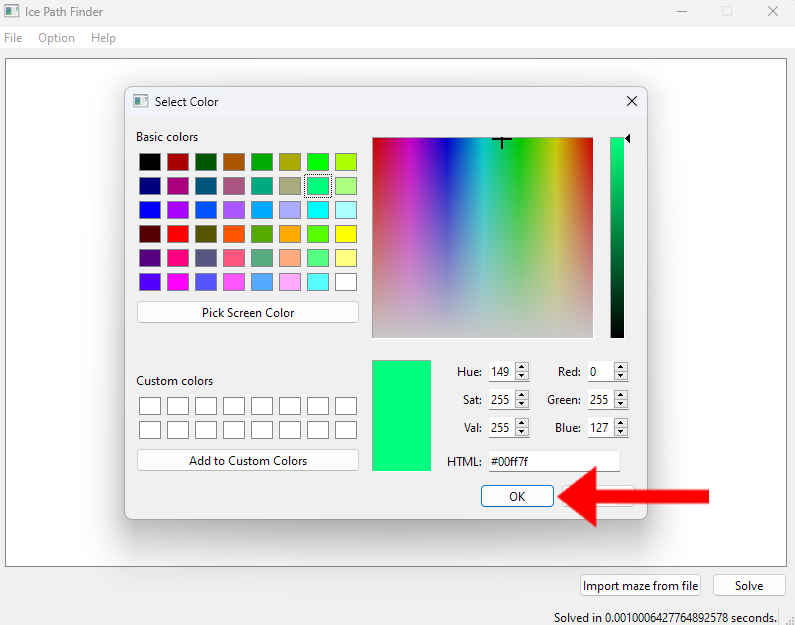 Ice Path Finder
File Option Help
Select Color
Basic colors
Pick Screen Color
Custom colors
Add to Custom Colors
Hue: 149 Red: 0
Sat: 255 Green: 255
Val: 255 Blue: 127
HTML: #00ff7f
OK
Import maze from file Solve
Solved in 0.0010006427764892578 seconds.